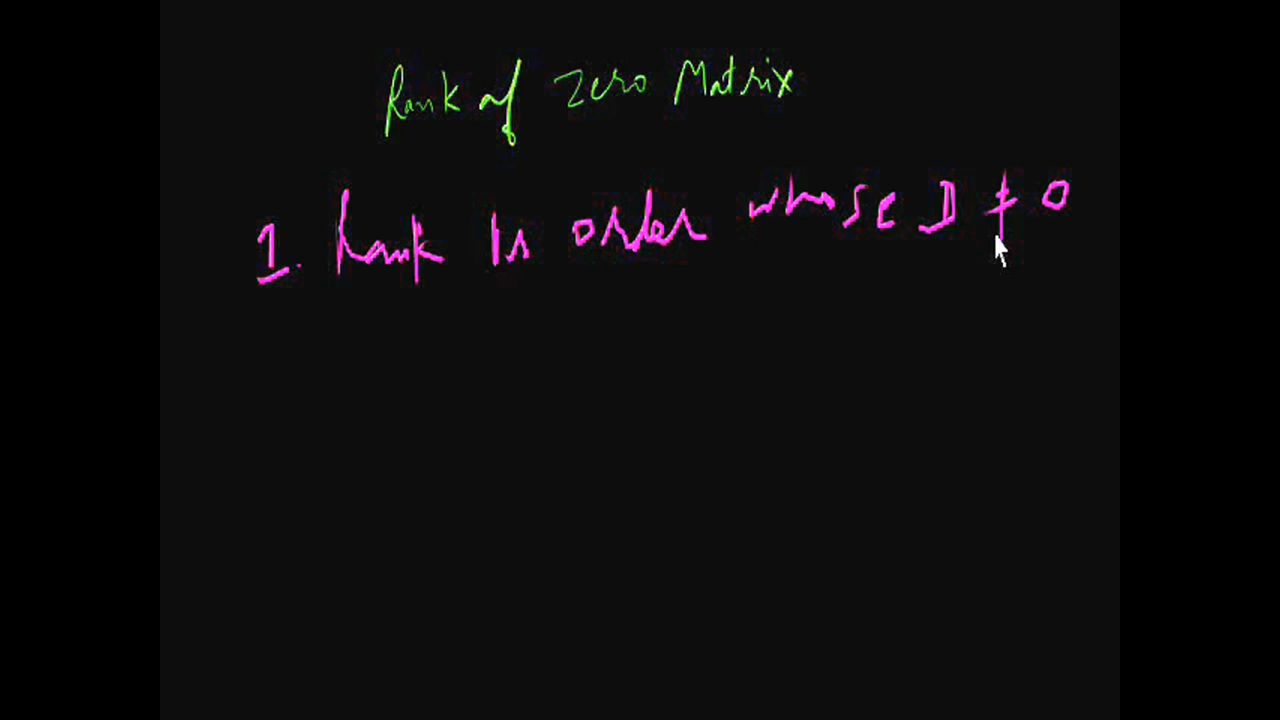 Rank of Zero Matrix
1. Rank Is order whose D ≠ 0